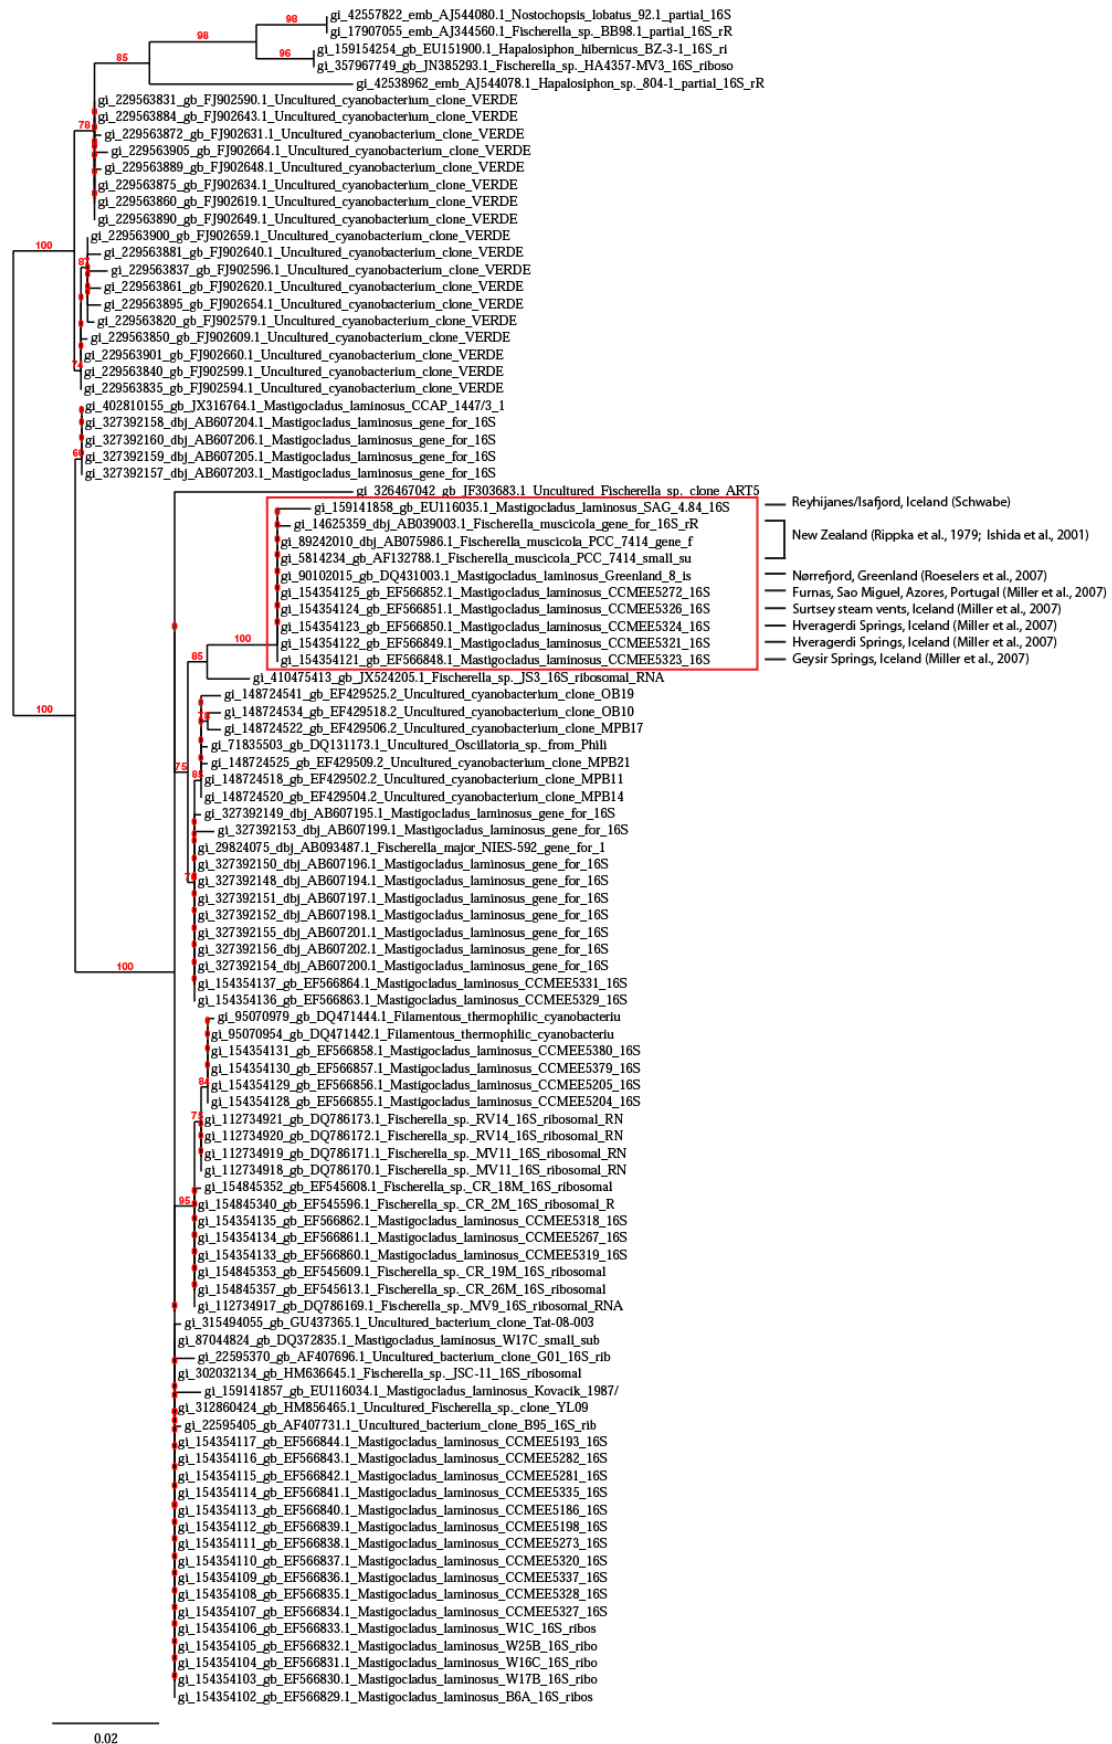 98
gi_42557822_emb_AJ544080.1_Nostochopsis_lobatus_92.1_partial_16S
98
gi_17907055_emb_AJ344560.1_Fischerella_sp._BB98.1_partial_16S_rR
96
gi_159154254_gb_EU151900.1_Hapalosiphon_hibernicus_BZ-3-1_16S_ri
85
gi_357967749_gb_JN385293.1_Fischerella_sp._HA4357-MV3_16S_riboso
gi_42538962_emb_AJ544078.1_Hapalosiphon_sp._804-1_partial_16S_rR
gi_229563831_gb_FJ902590.1_Uncultured_cyanobacterium_clone_VERDE
gi_229563884_gb_FJ902643.1_Uncultured_cyanobacterium_clone_VERDE
78
gi_229563872_gb_FJ902631.1_Uncultured_cyanobacterium_clone_VERDE
gi_229563905_gb_FJ902664.1_Uncultured_cyanobacterium_clone_VERDE
gi_229563889_gb_FJ902648.1_Uncultured_cyanobacterium_clone_VERDE
gi_229563875_gb_FJ902634.1_Uncultured_cyanobacterium_clone_VERDE
gi_229563860_gb_FJ902619.1_Uncultured_cyanobacterium_clone_VERDE
gi_229563890_gb_FJ902649.1_Uncultured_cyanobacterium_clone_VERDE
gi_229563900_gb_FJ902659.1_Uncultured_cyanobacterium_clone_VERDE
100
gi_229563881_gb_FJ902640.1_Uncultured_cyanobacterium_clone_VERDE
gi_229563837_gb_FJ902596.1_Uncultured_cyanobacterium_clone_VERDE
gi_229563861_gb_FJ902620.1_Uncultured_cyanobacterium_clone_VERDE
gi_229563895_gb_FJ902654.1_Uncultured_cyanobacterium_clone_VERDE
gi_229563820_gb_FJ902579.1_Uncultured_cyanobacterium_clone_VERDE
gi_229563850_gb_FJ902609.1_Uncultured_cyanobacterium_clone_VERDE
gi_229563901_gb_FJ902660.1_Uncultured_cyanobacterium_clone_VERDE
74
gi_229563840_gb_FJ902599.1_Uncultured_cyanobacterium_clone_VERDE
gi_229563835_gb_FJ902594.1_Uncultured_cyanobacterium_clone_VERDE
gi_402810155_gb_JX316764.1_Mastigocladus_laminosus_CCAP_1447/3_1
gi_327392158_dbj_AB607204.1_Mastigocladus_laminosus_gene_for_16S
gi_327392160_dbj_AB607206.1_Mastigocladus_laminosus_gene_for_16S
gi_327392159_dbj_AB607205.1_Mastigocladus_laminosus_gene_for_16S
gi_327392157_dbj_AB607203.1_Mastigocladus_laminosus_gene_for_16S
gi_326467042_gb_JF303683.1_Uncultured_Fischerella_sp._clone_ART5
gi_159141858_gb_EU116035.1_Mastigocladus_laminosus_SAG_4.84_16S
Reyhijanes/Isafjord, Iceland (Schwabe)
gi_14625359_dbj_AB039003.1_Fischerella_muscicola_gene_for_16S_rR
gi_89242010_dbj_AB075986.1_Fischerella_muscicola_PCC_7414_gene_f
New Zealand (Rippka et al., 1979; Ishida et al., 2001)
gi_5814234_gb_AF132788.1_Fischerella_muscicola_PCC_7414_small_su
gi_90102015_gb_DQ431003.1_Mastigocladus_laminosus_Greenland_8_is
Nørrefjord, Greenland (Roeselers et al., 2007)
gi_154354125_gb_EF566852.1_Mastigocladus_laminosus_CCMEE5272_16S
Furnas, Sao Miguel, Azores, Portugal (Miller et al., 2007)
gi_154354124_gb_EF566851.1_Mastigocladus_laminosus_CCMEE5326_16S
Surtsey steam vents, Iceland (Miller et al., 2007)
gi_154354123_gb_EF566850.1_Mastigocladus_laminosus_CCMEE5324_16S
Hveragerdi Springs, Iceland (Miller et al., 2007)
100
gi_154354122_gb_EF566849.1_Mastigocladus_laminosus_CCMEE5321_16S
Hveragerdi Springs, Iceland (Miller et al., 2007)
85
gi_154354121_gb_EF566848.1_Mastigocladus_laminosus_CCMEE5323_16S
Geysir Springs, Iceland (Miller et al., 2007)
gi_410475413_gb_JX524205.1_Fischerella_sp._JS3_16S_ribosomal_RNA
gi_148724541_gb_EF429525.2_Uncultured_cyanobacterium_clone_OB19
100
gi_148724534_gb_EF429518.2_Uncultured_cyanobacterium_clone_OB10
gi_148724522_gb_EF429506.2_Uncultured_cyanobacterium_clone_MPB17
gi_71835503_gb_DQ131173.1_Uncultured_Oscillatoria_sp._from_Phili
75
gi_148724525_gb_EF429509.2_Uncultured_cyanobacterium_clone_MPB21
gi_148724518_gb_EF429502.2_Uncultured_cyanobacterium_clone_MPB11
gi_148724520_gb_EF429504.2_Uncultured_cyanobacterium_clone_MPB14
gi_327392149_dbj_AB607195.1_Mastigocladus_laminosus_gene_for_16S
gi_327392153_dbj_AB607199.1_Mastigocladus_laminosus_gene_for_16S
gi_29824075_dbj_AB093487.1_Fischerella_major_NIES-592_gene_for_1
gi_327392150_dbj_AB607196.1_Mastigocladus_laminosus_gene_for_16S
gi_327392148_dbj_AB607194.1_Mastigocladus_laminosus_gene_for_16S
gi_327392151_dbj_AB607197.1_Mastigocladus_laminosus_gene_for_16S
gi_327392152_dbj_AB607198.1_Mastigocladus_laminosus_gene_for_16S
gi_327392155_dbj_AB607201.1_Mastigocladus_laminosus_gene_for_16S
gi_327392156_dbj_AB607202.1_Mastigocladus_laminosus_gene_for_16S
100
gi_327392154_dbj_AB607200.1_Mastigocladus_laminosus_gene_for_16S
gi_154354137_gb_EF566864.1_Mastigocladus_laminosus_CCMEE5331_16S
gi_154354136_gb_EF566863.1_Mastigocladus_laminosus_CCMEE5329_16S
gi_95070979_gb_DQ471444.1_Filamentous_thermophilic_cyanobacteriu
gi_95070954_gb_DQ471442.1_Filamentous_thermophilic_cyanobacteriu
gi_154354131_gb_EF566858.1_Mastigocladus_laminosus_CCMEE5380_16S
gi_154354130_gb_EF566857.1_Mastigocladus_laminosus_CCMEE5379_16S
84
gi_154354129_gb_EF566856.1_Mastigocladus_laminosus_CCMEE5205_16S
gi_154354128_gb_EF566855.1_Mastigocladus_laminosus_CCMEE5204_16S
gi_112734921_gb_DQ786173.1_Fischerella_sp._RV14_16S_ribosomal_RN
gi_112734920_gb_DQ786172.1_Fischerella_sp._RV14_16S_ribosomal_RN
gi_112734919_gb_DQ786171.1_Fischerella_sp._MV11_16S_ribosomal_RN
gi_112734918_gb_DQ786170.1_Fischerella_sp._MV11_16S_ribosomal_RN
gi_154845352_gb_EF545608.1_Fischerella_sp._CR_18M_16S_ribosomal
95
gi_154845340_gb_EF545596.1_Fischerella_sp._CR_2M_16S_ribosomal_R
gi_154354135_gb_EF566862.1_Mastigocladus_laminosus_CCMEE5318_16S
gi_154354134_gb_EF566861.1_Mastigocladus_laminosus_CCMEE5267_16S
gi_154354133_gb_EF566860.1_Mastigocladus_laminosus_CCMEE5319_16S
gi_154845353_gb_EF545609.1_Fischerella_sp._CR_19M_16S_ribosomal
gi_154845357_gb_EF545613.1_Fischerella_sp._CR_26M_16S_ribosomal
gi_112734917_gb_DQ786169.1_Fischerella_sp._MV9_16S_ribosomal_RNA
gi_315494055_gb_GU437365.1_Uncultured_bacterium_clone_Tat-08-003
gi_87044824_gb_DQ372835.1_Mastigocladus_laminosus_W17C_small_sub
gi_22595370_gb_AF407696.1_Uncultured_bacterium_clone_G01_16S_rib
gi_302032134_gb_HM636645.1_Fischerella_sp._JSC-11_16S_ribosomal
gi_159141857_gb_EU116034.1_Mastigocladus_laminosus_Kovacik_1987/
gi_312860424_gb_HM856465.1_Uncultured_Fischerella_sp._clone_YL09
gi_22595405_gb_AF407731.1_Uncultured_bacterium_clone_B95_16S_rib
gi_154354117_gb_EF566844.1_Mastigocladus_laminosus_CCMEE5193_16S
gi_154354116_gb_EF566843.1_Mastigocladus_laminosus_CCMEE5282_16S
gi_154354115_gb_EF566842.1_Mastigocladus_laminosus_CCMEE5281_16S
gi_154354114_gb_EF566841.1_Mastigocladus_laminosus_CCMEE5335_16S
gi_154354113_gb_EF566840.1_Mastigocladus_laminosus_CCMEE5186_16S
gi_154354112_gb_EF566839.1_Mastigocladus_laminosus_CCMEE5198_16S
gi_154354111_gb_EF566838.1_Mastigocladus_laminosus_CCMEE5273_16S
gi_154354110_gb_EF566837.1_Mastigocladus_laminosus_CCMEE5320_16S
gi_154354109_gb_EF566836.1_Mastigocladus_laminosus_CCMEE5337_16S
gi_154354108_gb_EF566835.1_Mastigocladus_laminosus_CCMEE5328_16S
gi_154354107_gb_EF566834.1_Mastigocladus_laminosus_CCMEE5327_16S
gi_154354106_gb_EF566833.1_Mastigocladus_laminosus_W1C_16S_ribos
gi_154354105_gb_EF566832.1_Mastigocladus_laminosus_W25B_16S_ribo
gi_154354104_gb_EF566831.1_Mastigocladus_laminosus_W16C_16S_ribo
gi_154354103_gb_EF566830.1_Mastigocladus_laminosus_W17B_16S_ribo
gi_154354102_gb_EF566829.1_Mastigocladus_laminosus_B6A_16S_ribos
0.02